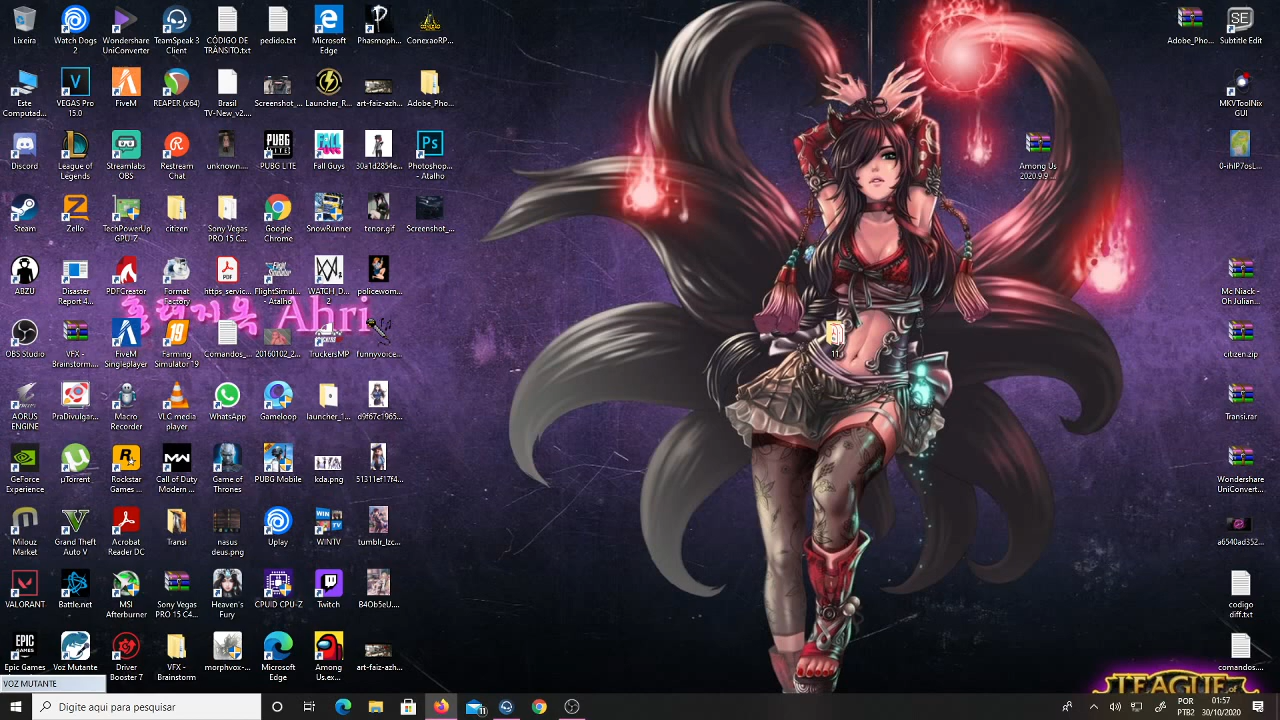 Lixeira
Watch Dogs
2
Wondershare
UniConverter
TeamSpeak 3
Client
CÓDIGO DE
TRÂNSITO.txt
pedido.txt
Microsoft
Edge
Phasmoph...
ConexaoRP...
Adobe_Pho...
Subtitle Edit
Este
Computad...
VEGAS Pro
15.0
FiveM
REAPER (x64)
Brasil
TV-New_v2....
Screenshot_...
Launcher_R...
art-faiz-azh...
Adobe_Pho...
MKVToolNix
GUI
Discord
League of
Legends
Streamlabs
OBS
Restream
Chat
unknown....
PUBG LITE
Fall Guys
30a1d2854e...
Photoshop...
- Atalho
Among Us
2020.9.9 ...
0-jhIP7osL...
Steam
Zello
TechPowerUp
GPU-Z
citizen
Sony Vegas
PRO 15 C...
Google
Chrome
SnowRunner
tenor.gif
Screenshot_...
ABZU
Disaster
Report 4...
PDFCreator
Format
Factory
https_servic...
FlightSimul...
- Atalho
WATCH_D...
2
policewom...
Mc Niack -
Oh Julian...
Ahri
OBS Studio
VFX -
Brainstorm...
FiveM
Singleplayer
Farming
Simulator 19
Comandos_...
20160102_2...
TruckersMP
funnyvoice...
11
citizen.zip
OPUS
ENGINE
PnDivulgar...
Macro
Recorder
VLC media
player
WhatsApp
Gameloop
launcher_1...
d9f67c1965...
Transi.rar
GeForce
Experience
µTorrent
Rockstar
Games ...
Call of Duty
Modern ...
Game of
Thrones
PUBG Mobile
kda.png
51311ef17f4...
Wondershare
UniConvert...
Mouz
Market
Grand Theft
Auto V
Acrobat
Reader DC
Transi
nasus
deus.png
Uplay
WinTV
tumblr_lzc...
a6540ad352...
VALORANT
Battle.net
MSI
Afterburner
Sony Vegas
PRO 15 C4...
Heaven's
Fury
CPUID CPU-Z
Twitch
codigo
diff.txt
Epic Games
Voz Mutante
Driver
Booster 7
VFX -
Brainstorm
morphvox-...
Microsoft
Edge
Among
Us.ex...
art-faiz-azh...
comandos...
LEAGUE of
VOZ MUTANTE
Digite aqui para pesquisar
POR
PTB2
01:57
30/10/2020